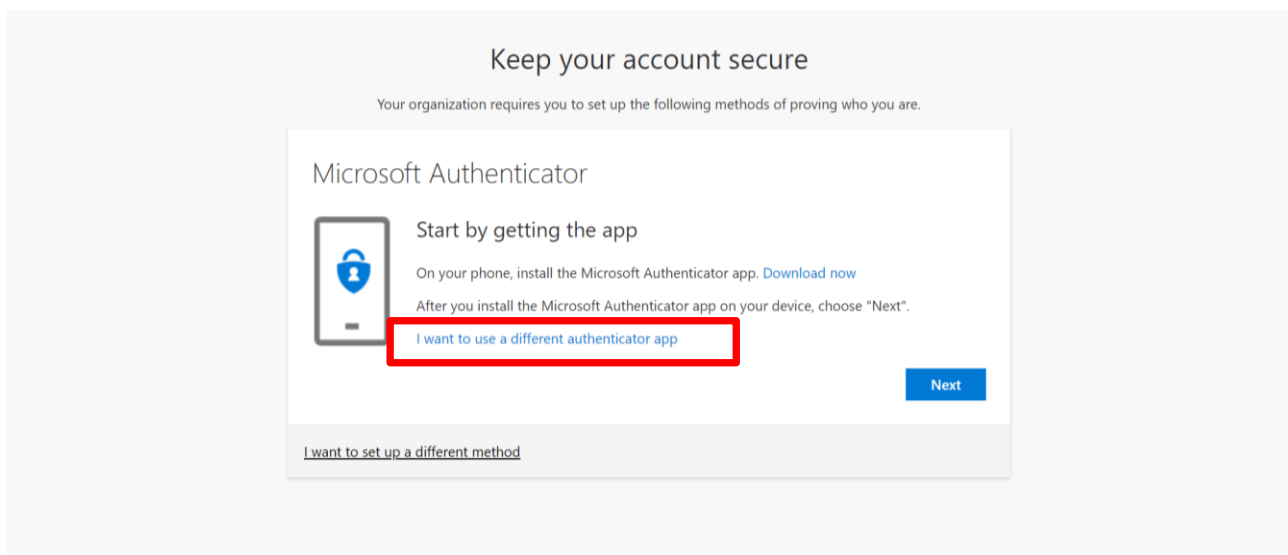 Keep your account secure
Your organization requires you to set up the following methods of proving who you are.
Microsoft Authenticator
Start by getting the app
On your phone, install the Microsoft Authenticator app. Download now
After you install the Microsoft Authenticator app on your device, choose "Next".
I want to use a different authenticator app
Next
I want to set up a different method